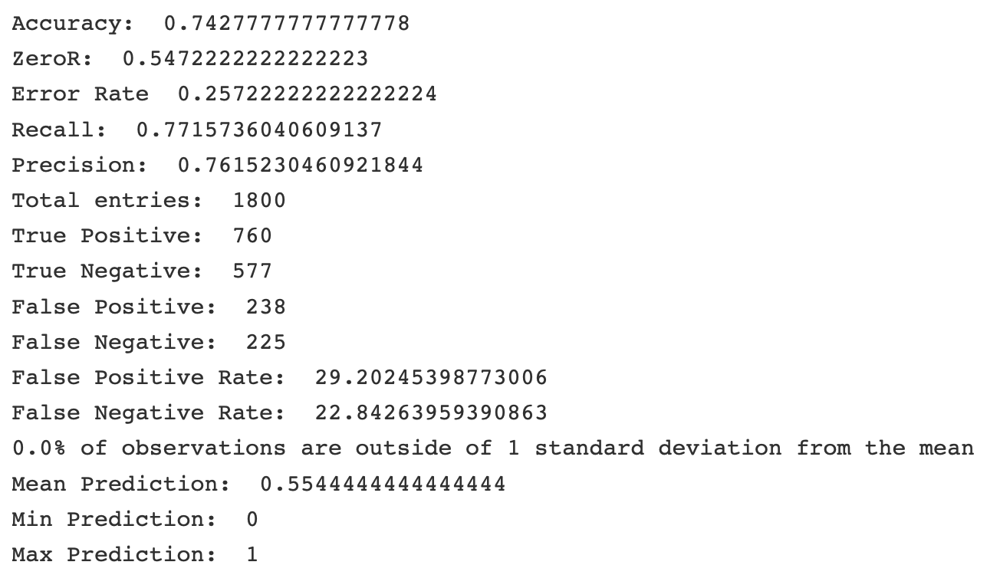 Accuracy:  0.7427777777777778
ZeroR:  0.5472222222222223
Error Rate  0.25722222222222224
Recall:  0.7715736040609137
Precision:  0.7615230460921844
Total entries:  1800
True Positive:  760
True Negative:  577
False Positive:  238
False Negative:  225
False Positive Rate:  29.20245398773006
False Negative Rate:  22.84263959390863
0.0% of observations are outside of 1 standard deviation from the mean
Mean Prediction:  0.5544444444444444
Min Prediction:  0
Max Prediction:  1